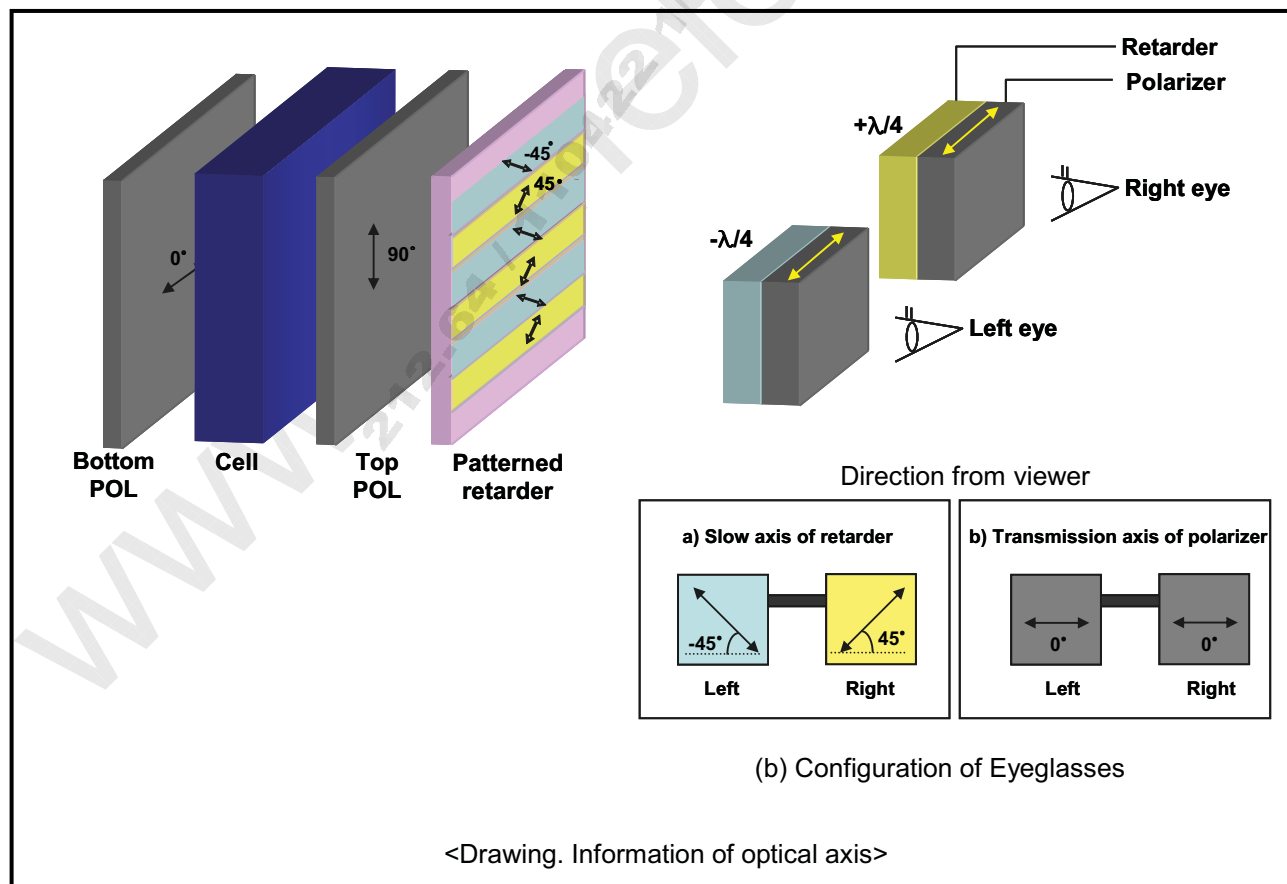 Retarder
Polarizer
+λ/4
Right eye
-λ/4
Left eye
-45°
45°
0°
90°
Bottom
POL
Cell
Top
POL
Patterned
retarder
Direction from viewer
a) Slow axis of retarder
-45°
45°
Left
Right
b) Transmission axis of polarizer
0°
0°
Left
Right
(b) Configuration of Eyeglasses
<Drawing. Information of optical axis>